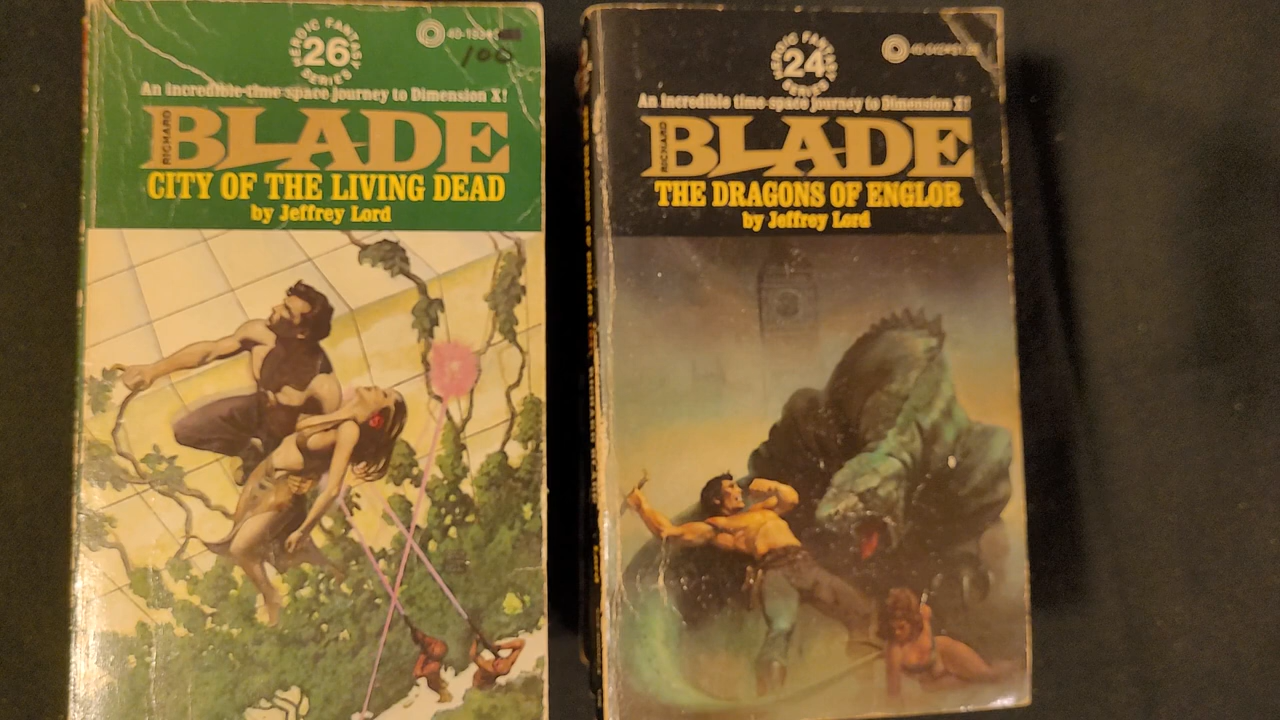 HEROIC FANTASY
26
SERIES
100
An incredible time-space journey to Dimension X!
RICHARD
BLADE
CITY OF THE LIVING DEAD
by Jeffrey Lord
HEROIC FANTASY
24
SERIES
An incredible time-space journey to Dimension X!
RICHARD
BLADE
THE DRAGONS OF ENGLOR
by Jeffrey Lord